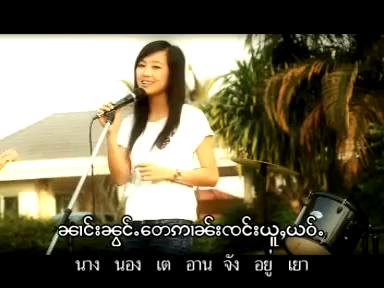 ၼၢင်းၼွင်ႉတေၵၢၼ်းၸင်းယူႇယဝ်ႉ
นาง นอง เต อาน จัง อยู่ เยา